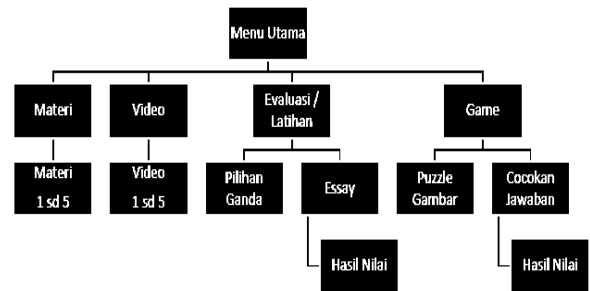 Menu Utama
Materi
Video
Evaluasi /
Latihan
Game
Materi
1 sd 5
Video
1 sd 5
Pilihan
Ganda
Essay
Puzzle
Gambar
Cocokan
Jawaban
Hasil Nilai
Hasil Nilai